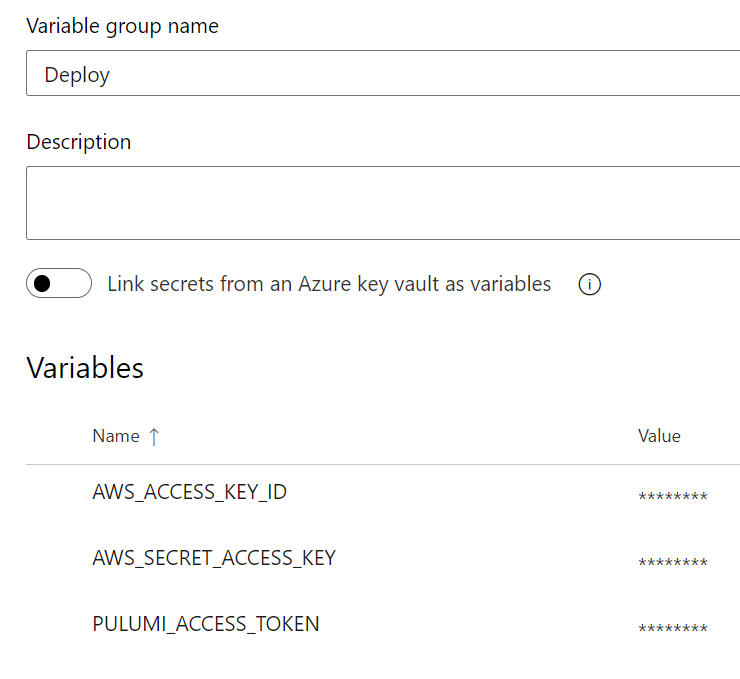 Variable group name
Deploy
Description
Link secrets from an Azure key vault as variables
Variables
Name ↑ Value
AWS_ACCESS_KEY_ID ********
AWS_SECRET_ACCESS_KEY ********
PULUMI_ACCESS_TOKEN ********